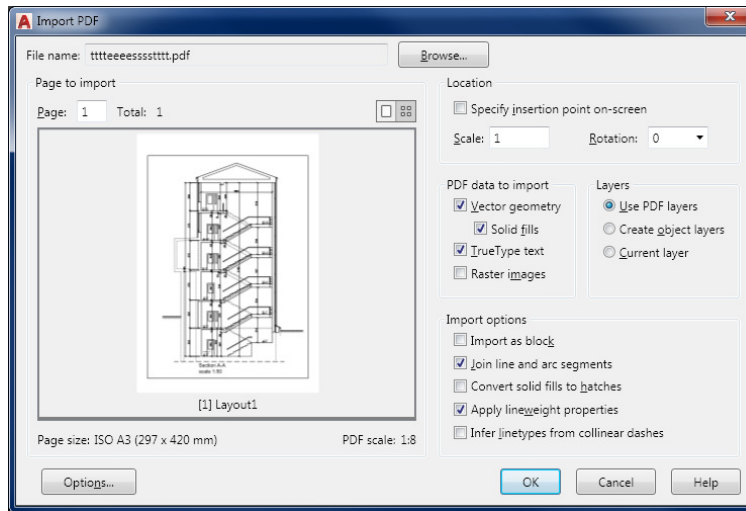 Import PDF
File name: tttteeeesssstttt.pdf
Browse...
Page to import
Page: 1 Total: 1
Section A-A
scale 1:50
[1] Layout1
Page size: ISO A3 (297 x 420 mm) PDF scale: 1:8
Location
Specify insertion point on-screen
Scale: 1 Rotation: 0
PDF data to import
Vector geometry
Solid fills
TrueType text
Raster images
Layers
Use PDF layers
Create object layers
Current layer
Import options
Import as block
Join line and arc segments
Convert solid fills to hatches
Apply lineweight properties
Infer linetypes from collinear dashes
Options... OK Cancel Help